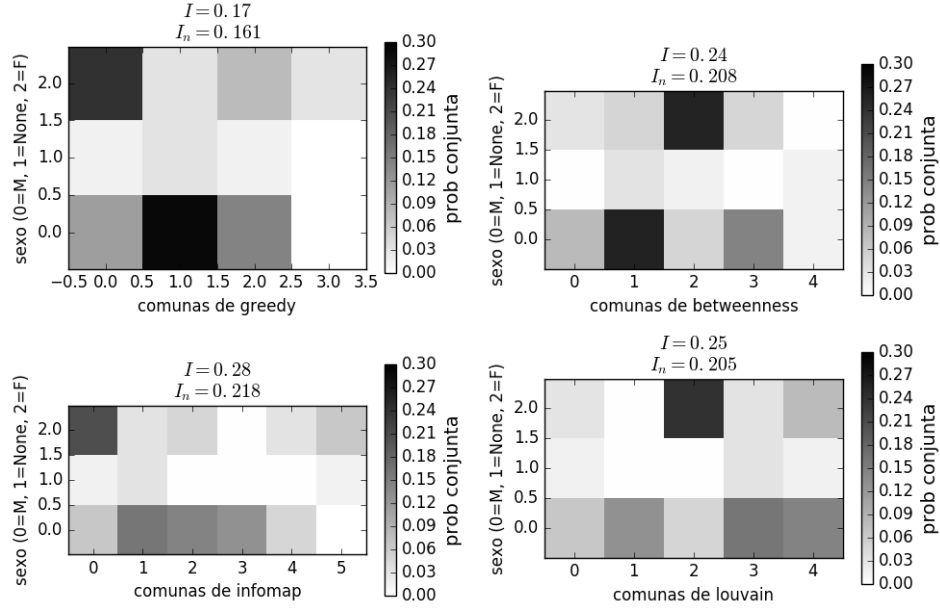 I = 0.17
I_n = 0.161
sexo (0=M, 1=None, 2=F)
2.0
1.5
1.0
0.5
0.0
−0.5 0.0 0.5 1.0 1.5 2.0 2.5 3.0 3.5
comunas de greedy
0.30
0.27
0.24
0.21
0.18
0.15
0.12
0.09
0.06
0.03
0.00
prob conjunta
I = 0.24
I_n = 0.208
sexo (0=M, 1=None, 2=F)
2.0
1.5
1.0
0.5
0.0
0 1 2 3 4
comunas de betweenness
0.30
0.27
0.24
0.21
0.18
0.15
0.12
0.09
0.06
0.03
0.00
prob conjunta
I = 0.28
I_n = 0.218
sexo (0=M, 1=None, 2=F)
2.0
1.5
1.0
0.5
0.0
0 1 2 3 4 5
comunas de infomap
0.30
0.27
0.24
0.21
0.18
0.15
0.12
0.09
0.06
0.03
0.00
prob conjunta
I = 0.25
I_n = 0.205
sexo (0=M, 1=None, 2=F)
2.0
1.5
1.0
0.5
0.0
0 1 2 3 4
comunas de louvain
0.30
0.27
0.24
0.21
0.18
0.15
0.12
0.09
0.06
0.03
0.00
prob conjunta